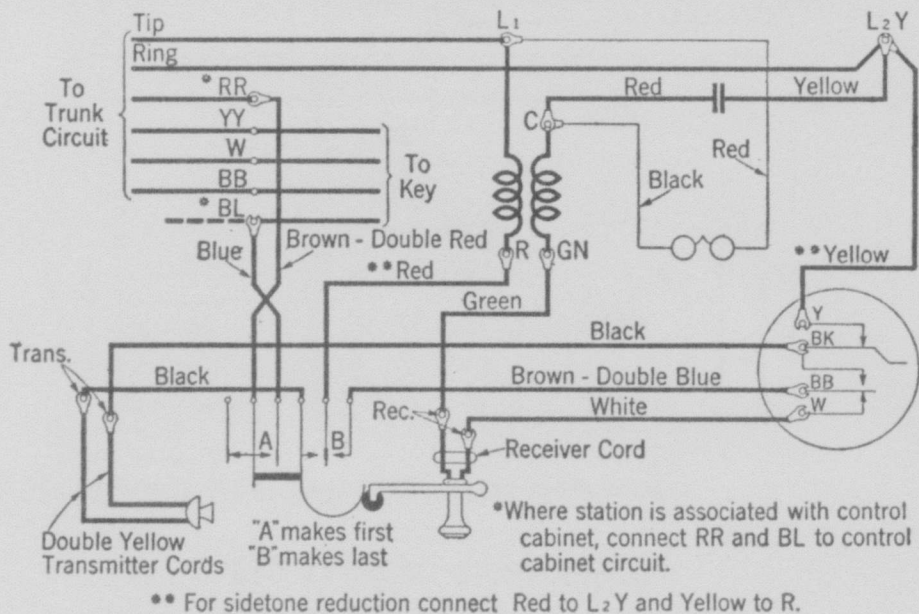 Tip
L1
L2Y
Ring
To
Trunk
Circuit
* RR
YY
W
BB
* BL
To
Key
Red
Yellow
C
Black
Red
Blue
Brown - Double Red
R
GN
** Red
** Yellow
Green
Y
Black
BK
Trans.
Black
Brown - Double Blue
BB
White
W
A
B
Rec.
Receiver Cord
Double Yellow
Transmitter Cords
"A" makes first
"B" makes last
*Where station is associated with control
cabinet, connect RR and BL to control
cabinet circuit.
** For sidetone reduction connect Red to L2Y and Yellow to R.